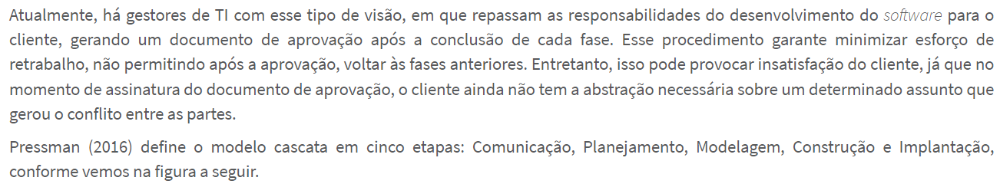 Atualmente, há gestores de TI com esse tipo de visão, em que repassam as responsabilidades do desenvolvimento do software para o
cliente, gerando um documento de aprovação após a conclusão de cada fase. Esse procedimento garante minimizar esforço de
retrabalho, não permitindo após a aprovação, voltar às fases anteriores. Entretanto, isso pode provocar insatisfação do cliente, já que no
momento de assinatura do documento de aprovação, o cliente ainda não tem a abstração necessária sobre um determinado assunto que
gerou o conflito entre as partes.
Pressman (2016) define o modelo cascata em cinco etapas: Comunicação, Planejamento, Modelagem, Construção e Implantação,
conforme vemos na figura a seguir.